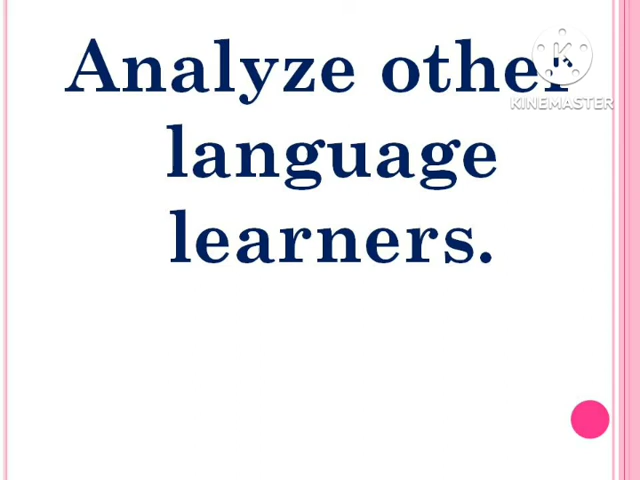 Analyze other
language
learners.
K
KINEMASTER